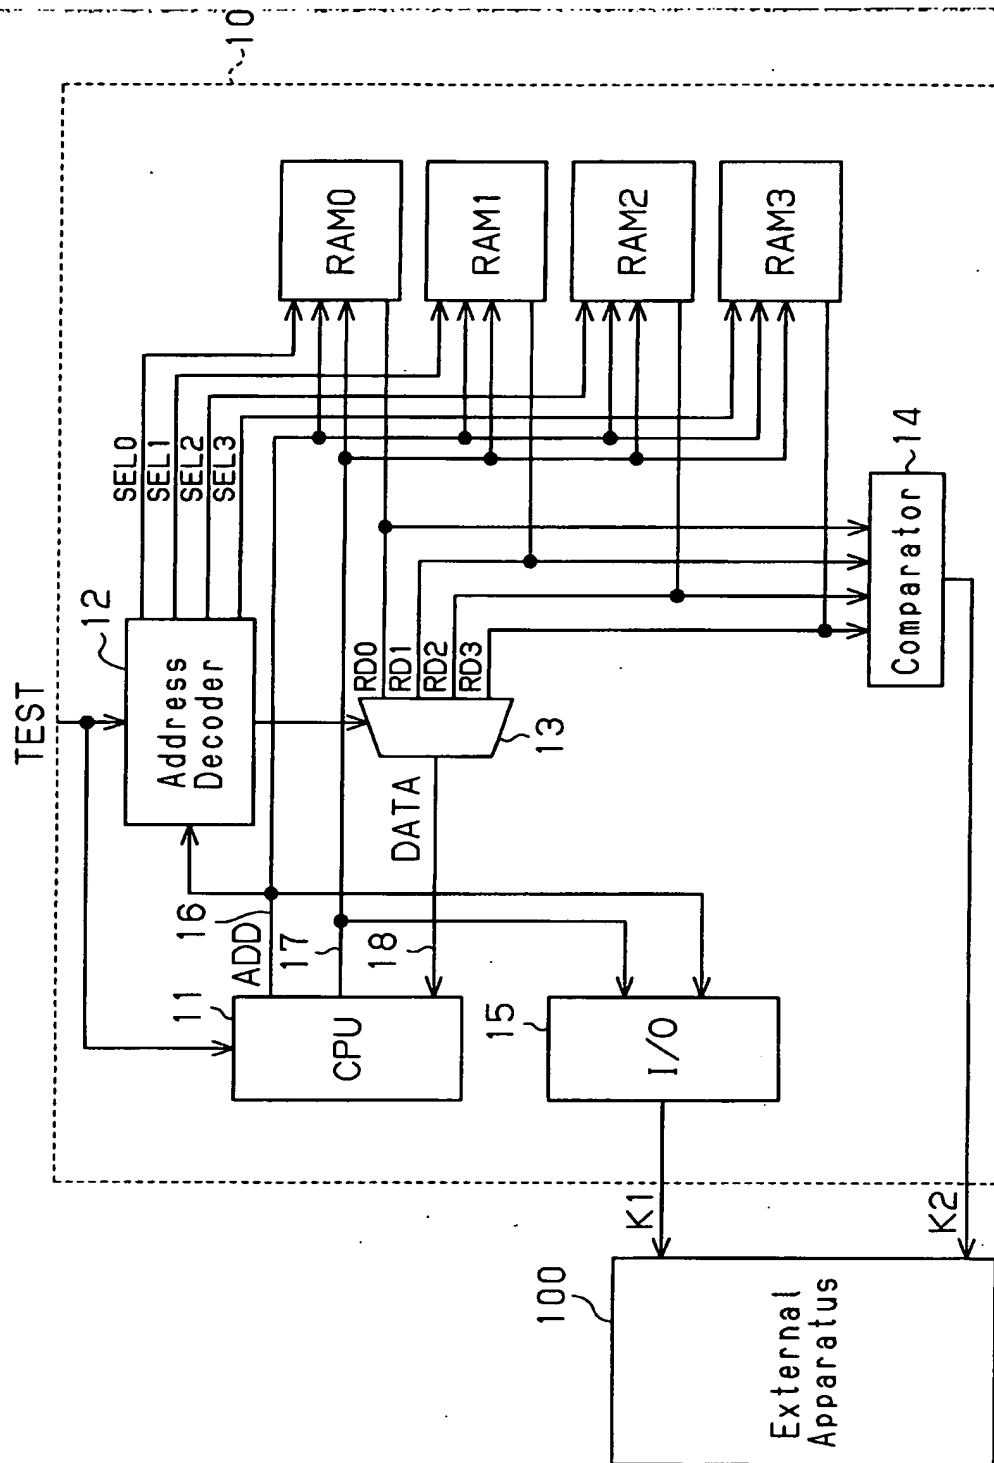 10
TEST
12
Address
Decoder
SEL0
SEL1
SEL2
SEL3
RAM0
RAM1
RAM2
RAM3
11
CPU
ADD
16
17
18
DATA
13
RD0
RD1
RD2
RD3
14
Comparator
15
I/O
K1
K2
100
External
Apparatus